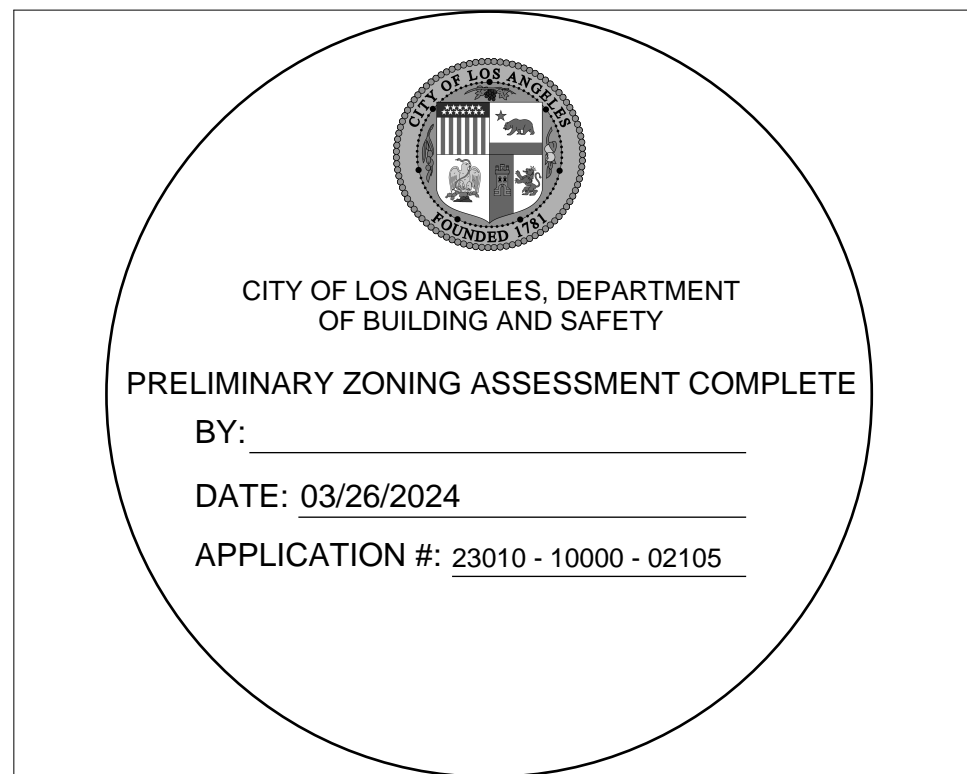 CITY OF LOS ANGELES
FOUNDED 1781
CITY OF LOS ANGELES, DEPARTMENT
OF BUILDING AND SAFETY
PRELIMINARY ZONING ASSESSMENT COMPLETE
BY:
DATE: 03/26/2024
APPLICATION #: 23010 - 10000 - 02105